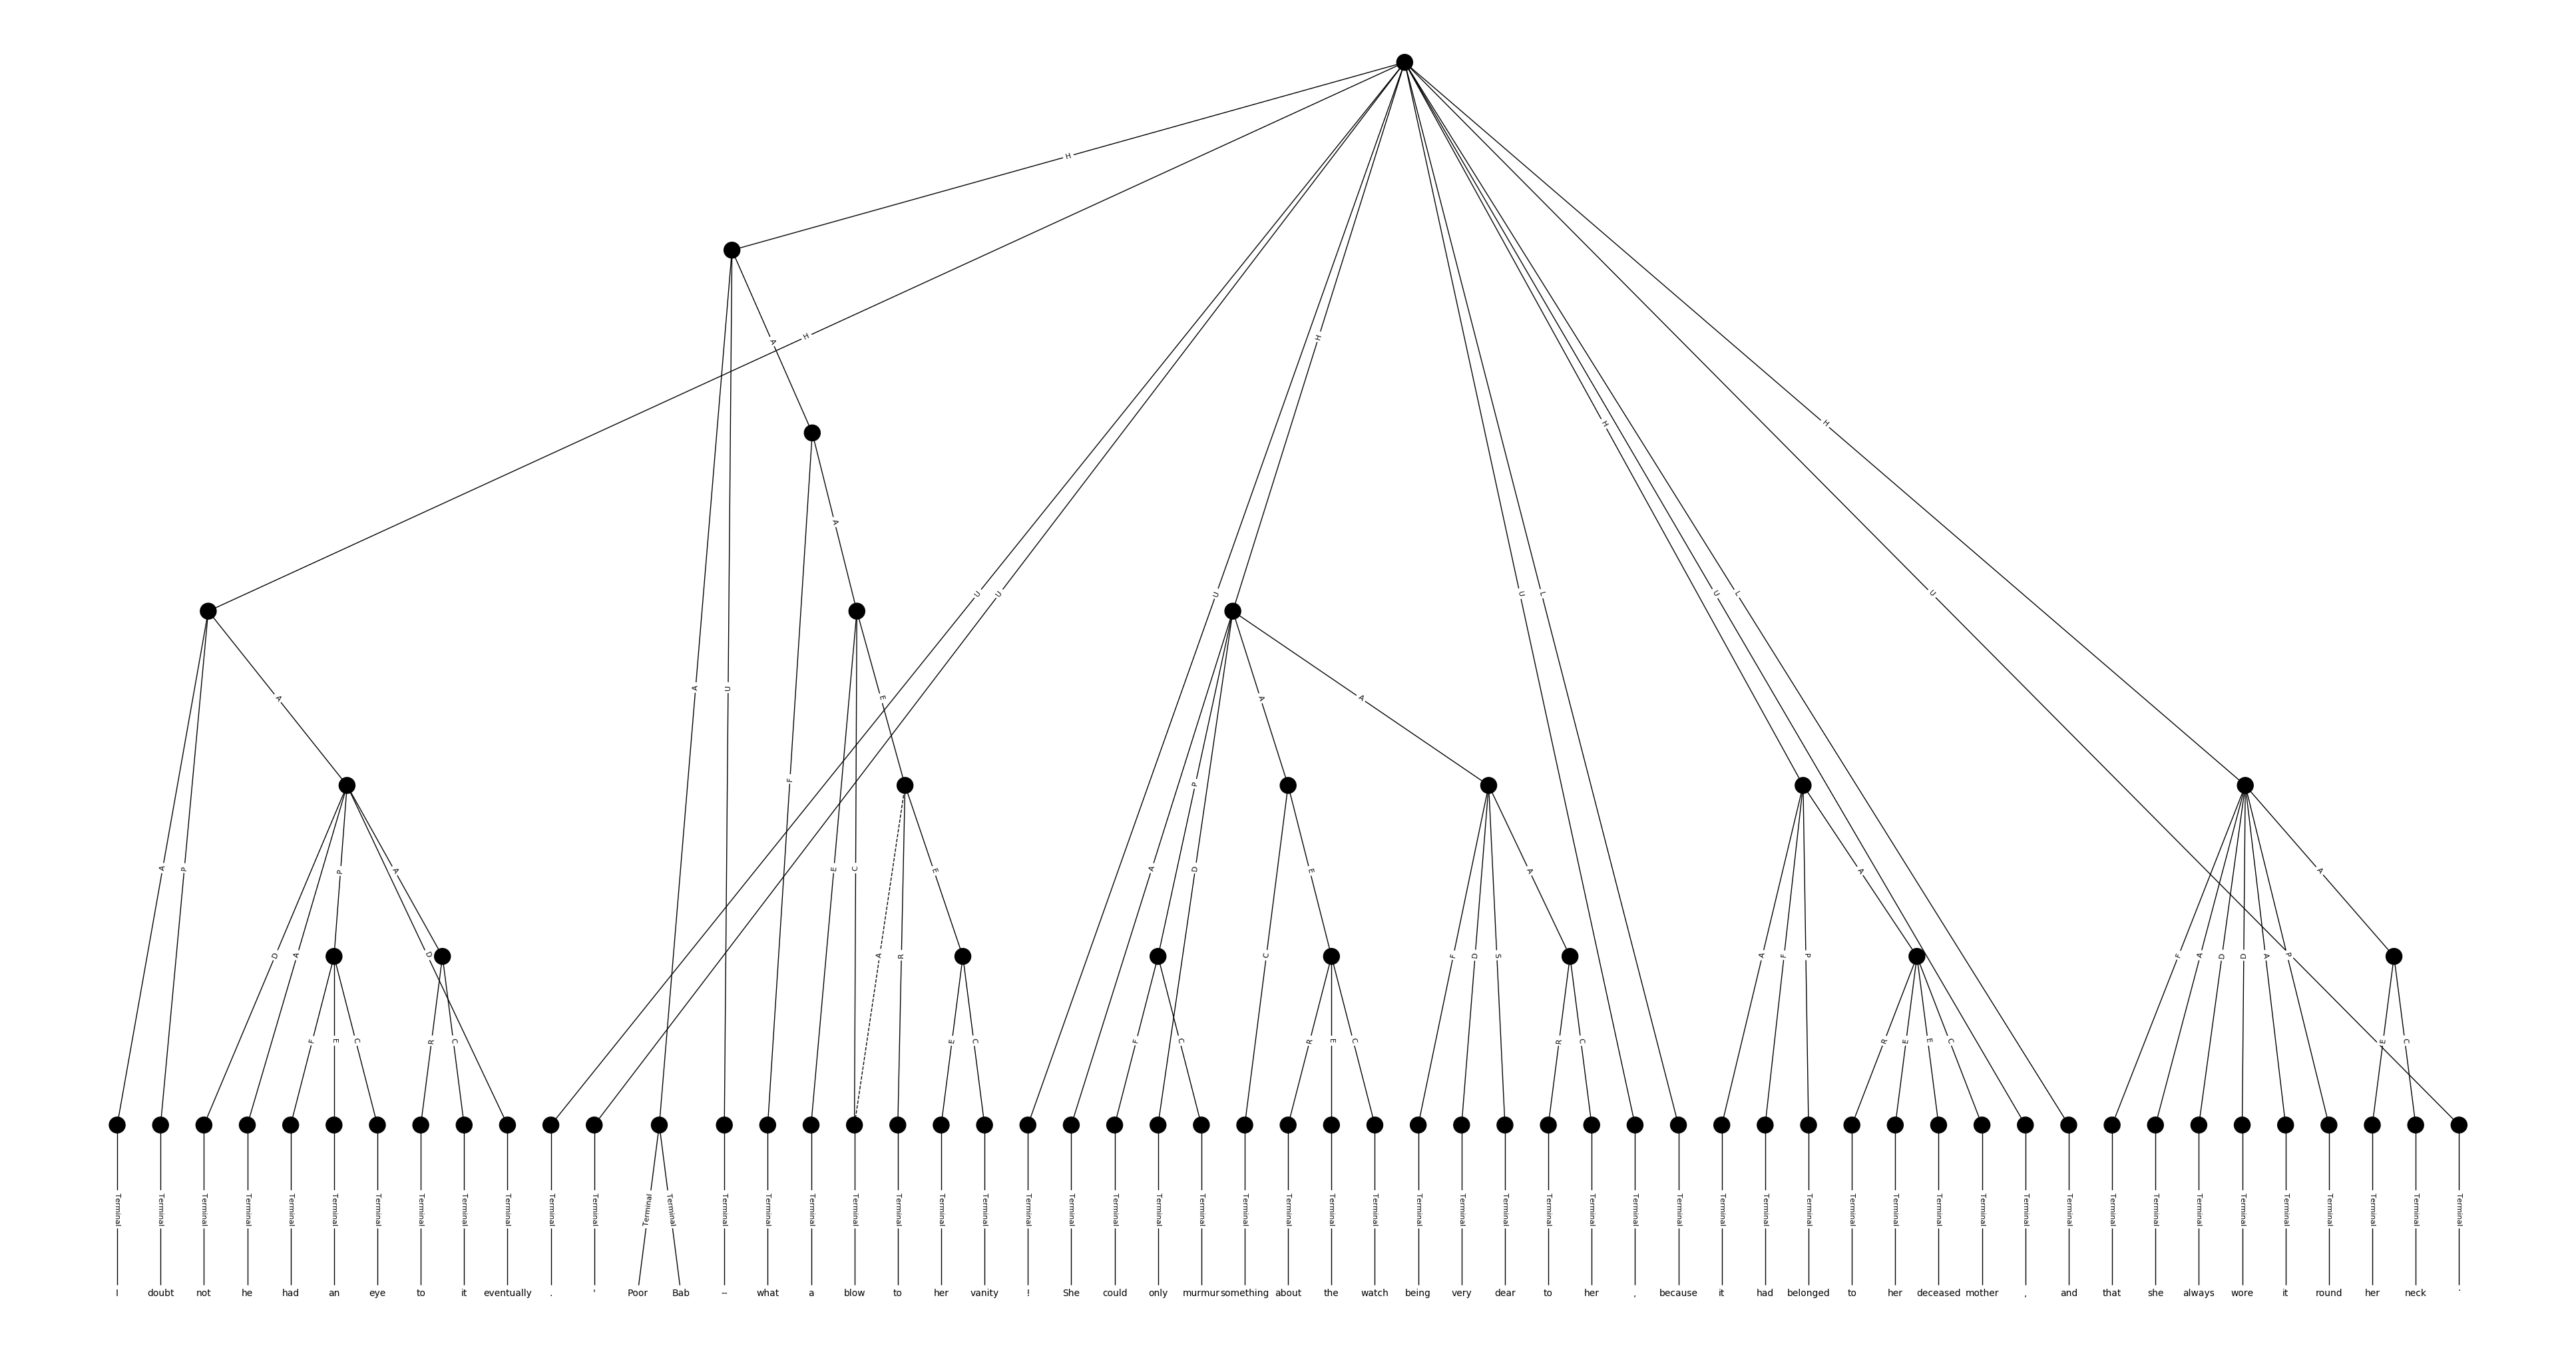 H
A H H
H H
A
U U U U L U L U
A U A E A A
F P
A P P A E C E A D E A A A
D A D A R C F D S A F P F A D D A P
F E C R C E C F C R E C R C R E E C E C
Terminal Terminal Terminal Terminal Terminal Terminal Terminal Terminal Terminal Terminal Terminal Terminal Terminal Terminal Terminal Terminal Terminal Terminal Terminal Terminal Terminal Terminal Terminal Terminal Terminal Terminal Terminal Terminal Terminal Terminal Terminal Terminal Terminal Terminal Terminal Terminal Terminal Terminal Terminal Terminal Terminal Terminal Terminal Terminal Terminal Terminal Terminal Terminal Terminal Terminal Terminal Terminal Terminal Terminal Terminal
I doubt not he had an eye to it eventually . ' Poor Bab -- what a blow to her vanity ! She could only murmur something about the watch being very dear to her , because it had belonged to her deceased mother , and that she always wore it round her neck '